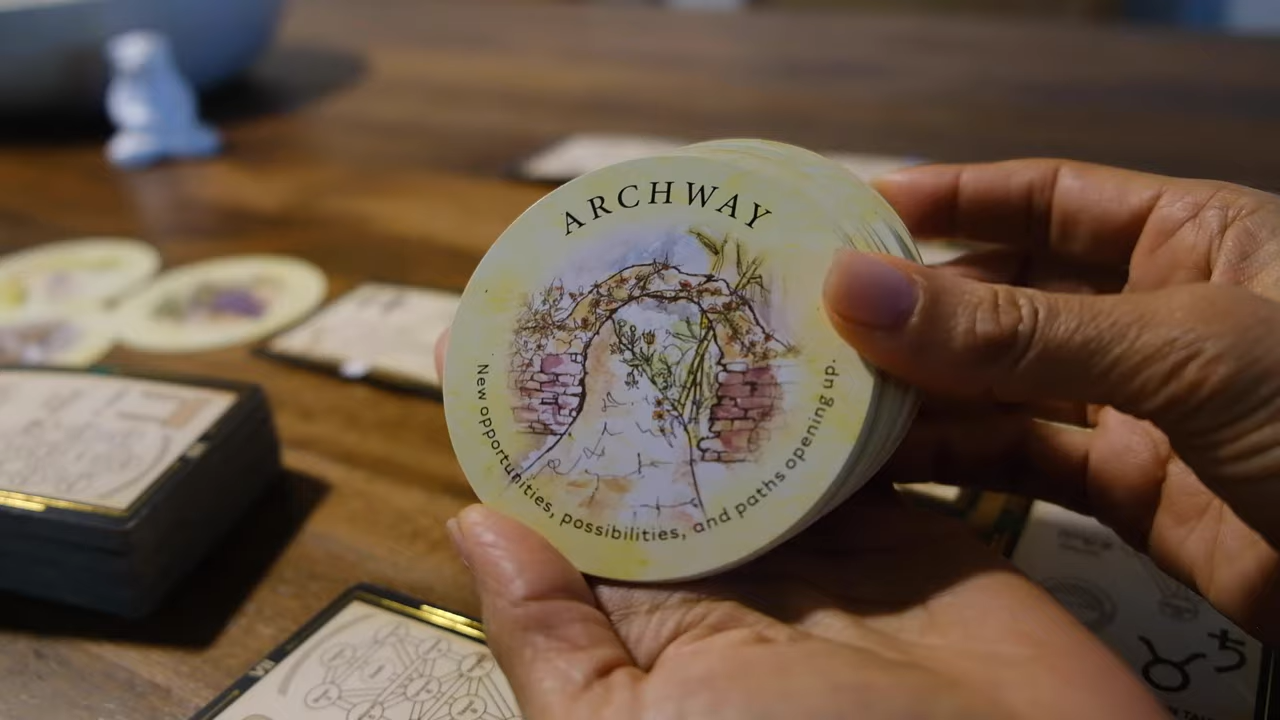 ARCHWAY
New opportunities, possibilities, and paths opening up.